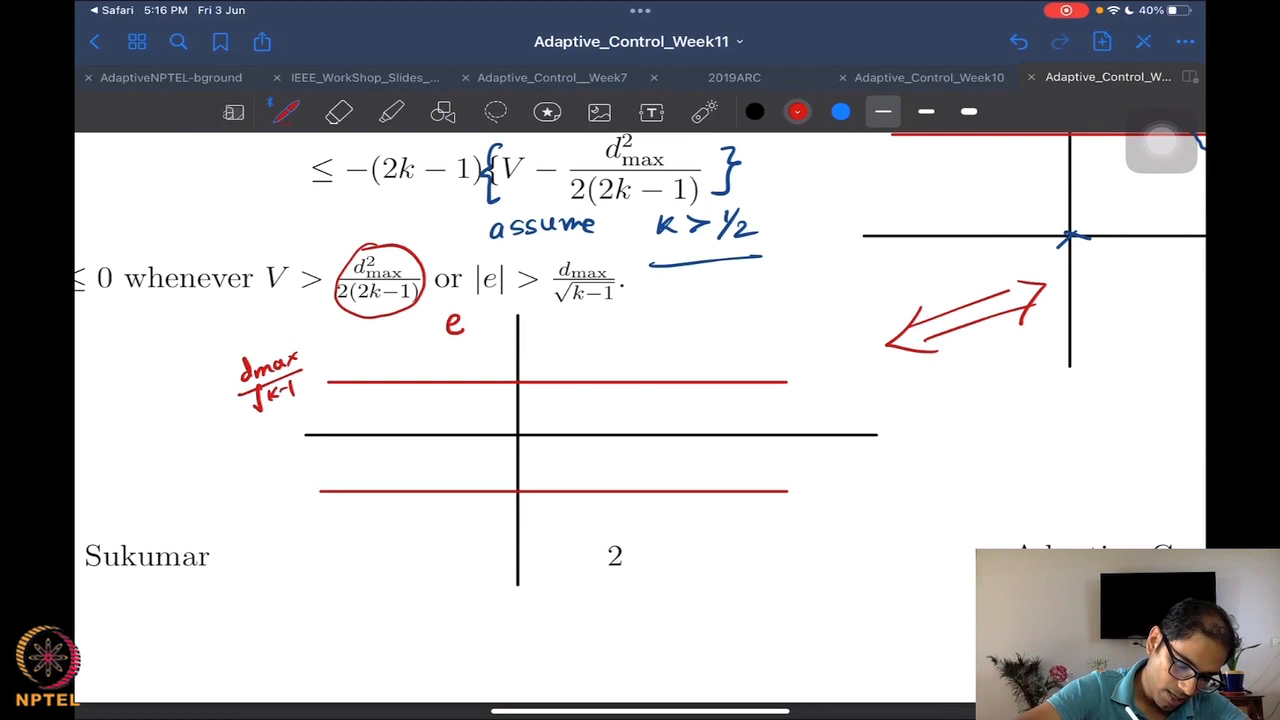 Safari 5:16 PM Fri 3 Jun 40%
Adaptive_Control_Week11
AdaptiveNPTEL-bground IEEE_WorkShop_Slides_... Adaptive_Control__Week7 2019ARC Adaptive_Control_Week10 Adaptive_Control_W...
≤ −(2k − 1){V − d²max / 2(2k − 1)}
assume K > 1/2
≤ 0 whenever V > d²max / 2(2k−1) or |e| > dmax / √k−1.
e
dmax / √K-1
Sukumar 2
NPTEL